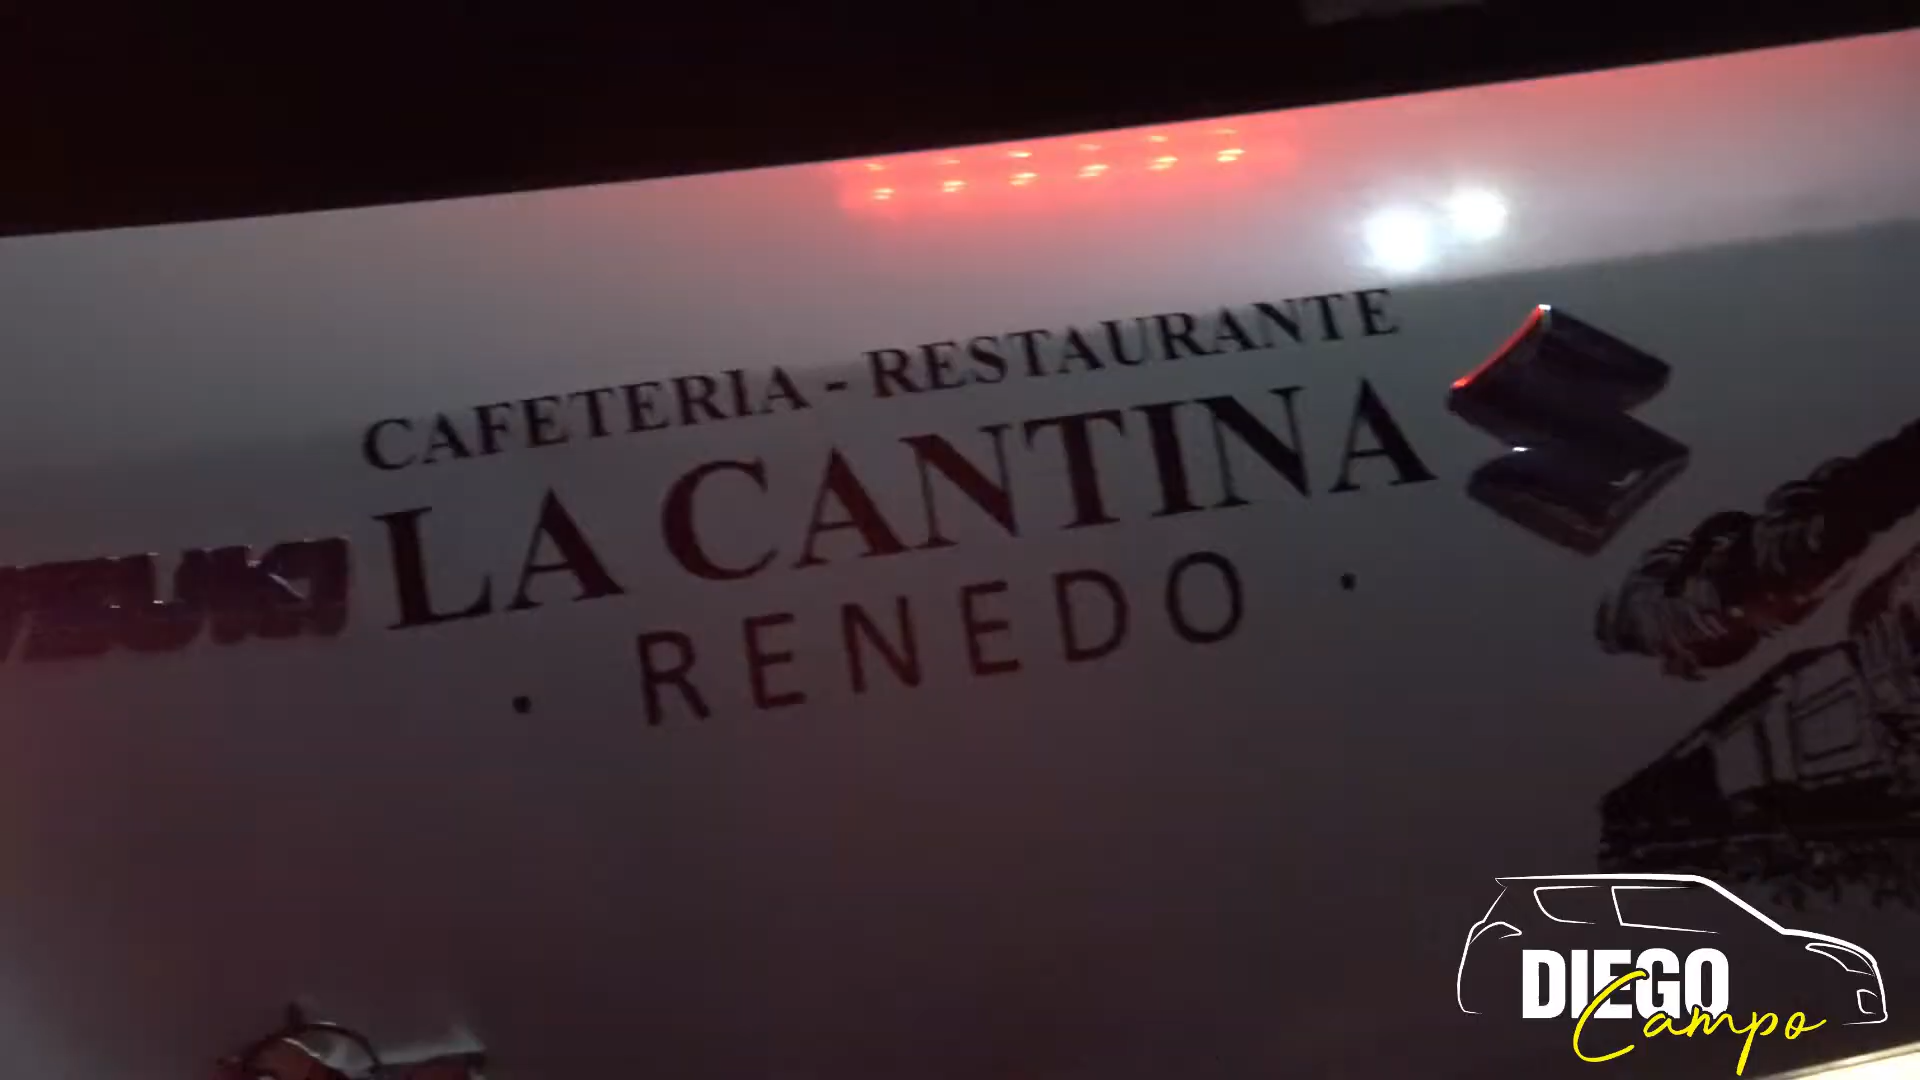 CAFETERIA - RESTAURANTE
LA CANTINA
· RENEDO ·
DIEGO
Campo